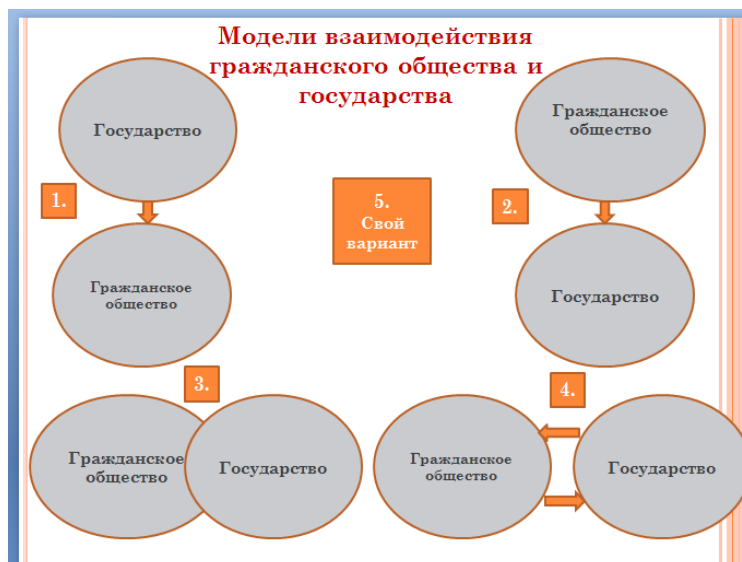 Модели взаимодействия
гражданского общества и
государства
Государство
1.
Гражданское
общество
Гражданское
общество
2.
Государство
5.
Свой
вариант
3.
Гражданское
общество
Государство
4.
Гражданское
общество
Государство